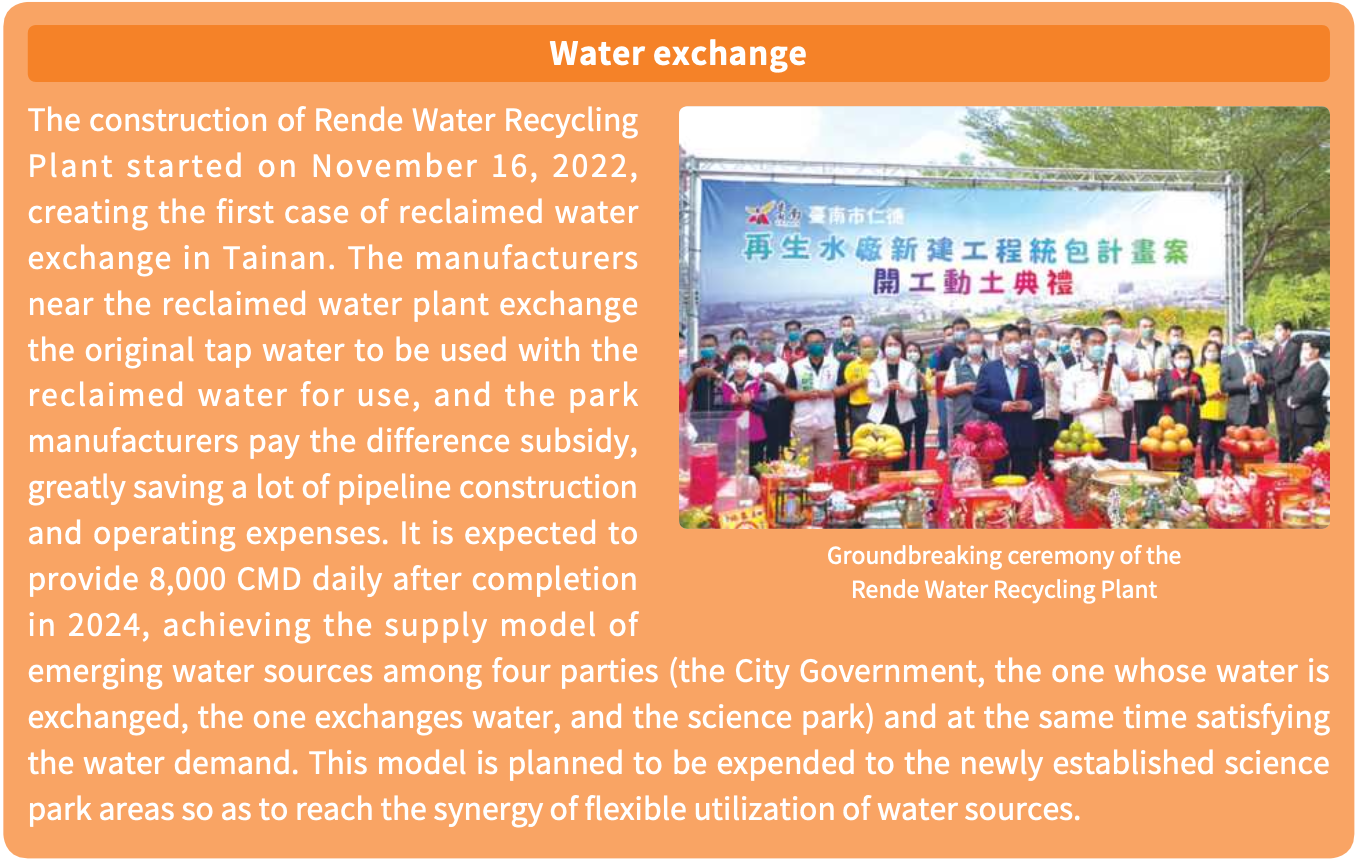 Water exchange
The construction of Rende Water Recycling
Plant started on November 16, 2022,
creating the first case of reclaimed water
exchange in Tainan. The manufacturers
near the reclaimed water plant exchange
the original tap water to be used with the
reclaimed water for use, and the park
manufacturers pay the difference subsidy,
greatly saving a lot of pipeline construction
and operating expenses. It is expected to
provide 8,000 CMD daily after completion
in 2024, achieving the supply model of
emerging water sources among four parties (the City Government, the one whose water is
exchanged, the one exchanges water, and the science park) and at the same time satisfying
the water demand. This model is planned to be expended to the newly established science
park areas so as to reach the synergy of flexible utilization of water sources.
臺南 臺南市仁德
再生水廠新建工程統包計畫案
開工動土典禮
Groundbreaking ceremony of the
Rende Water Recycling Plant